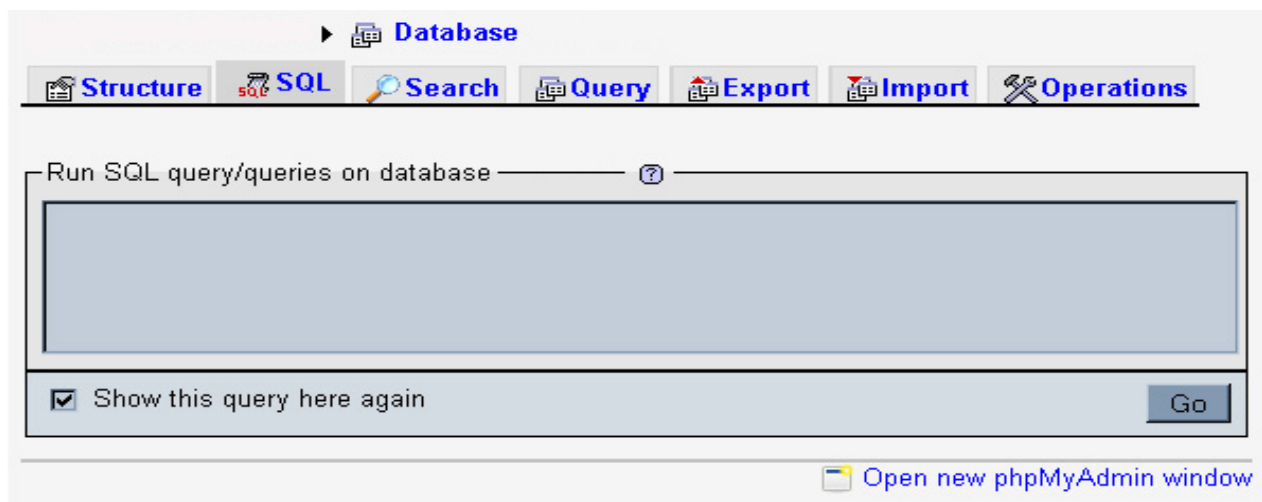 Database
Structure SQL Search Query Export Import Operations
Run SQL query/queries on database
Show this query here again
Go
Open new phpMyAdmin window